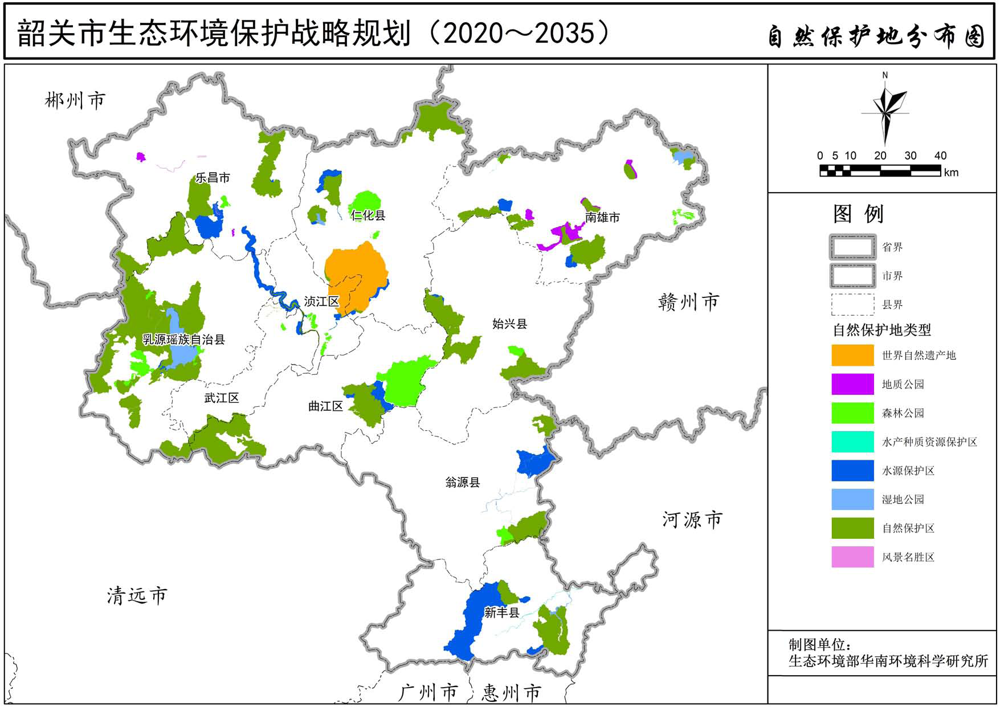 韶关市生态环境保护战略规划（2020～2035）
自然保护地分布图
郴州市
乐昌市
仁化县
南雄市
浈江区
赣州市
始兴县
乳源瑶族自治县
武江区
曲江区
翁源县
河源市
清远市
新丰县
广州市
惠州市
N
0 5 10 20 30 40
km
图 例
省界
市界
县界
自然保护地类型
世界自然遗产地
地质公园
森林公园
水产种质资源保护区
水源保护区
湿地公园
自然保护区
风景名胜区
制图单位：
生态环境部华南环境科学研究所